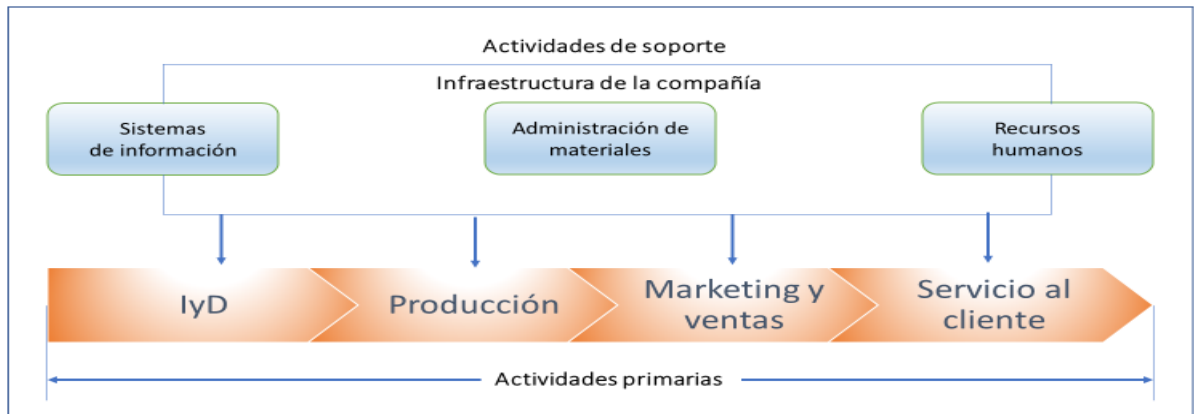 Actividades de soporte
Infraestructura de la compañía
Sistemas
de información
Administración de
materiales
Recursos
humanos
IyD
Producción
Marketing y
ventas
Servicio al
cliente
Actividades primarias